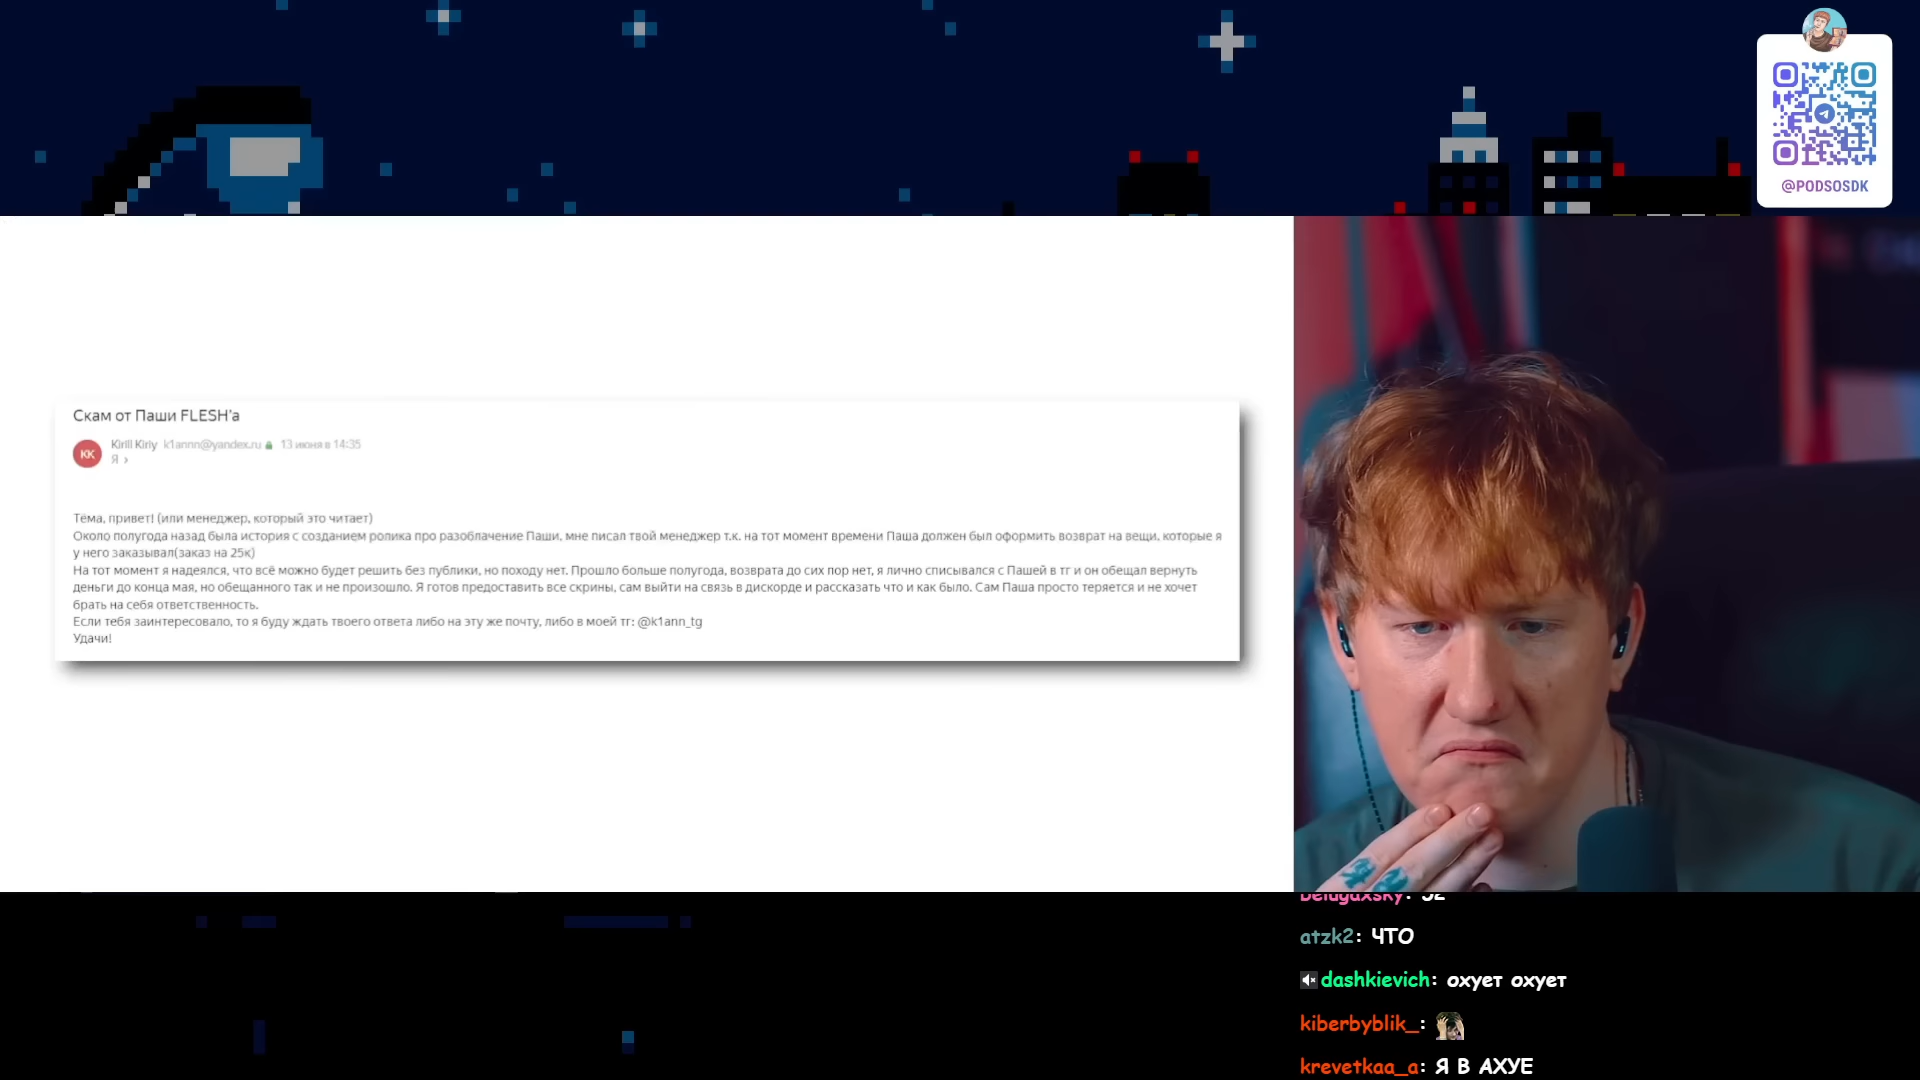 @PODSOSDK
Скам от Паши FLESH'а
KK
Kirill Kiriy k1annn@yandex.ru 13 июня в 14:35
Я ›
Тёма, привет! (или менеджер, который это читает)
Около полугода назад была история с созданием ролика про разоблачение Паши, мне писал твой менеджер т.к. на тот момент времени Паша должен был оформить возврат на вещи, которые я
у него заказывал(заказ на 25к)
На тот момент я надеялся, что всё можно будет решить без публики, но походу нет. Прошло больше полугода, возврата до сих пор нет, я лично списывался с Пашей в тг и он обещал вернуть
деньги до конца мая, но обещанного так и не произошло. Я готов предоставить все скрины, сам выйти на связь в дискорде и рассказать что и как было. Сам Паша просто теряется и не хочет
брать на себя ответственность.
Если тебя заинтересовало, то я буду ждать твоего ответа либо на эту же почту, либо в моей тг: @k1ann_tg
Удачи!
atzk2: ЧТО
dashkievich: охует охует
kiberbyblik_:
krevetkaa_a: Я В АХУЕ